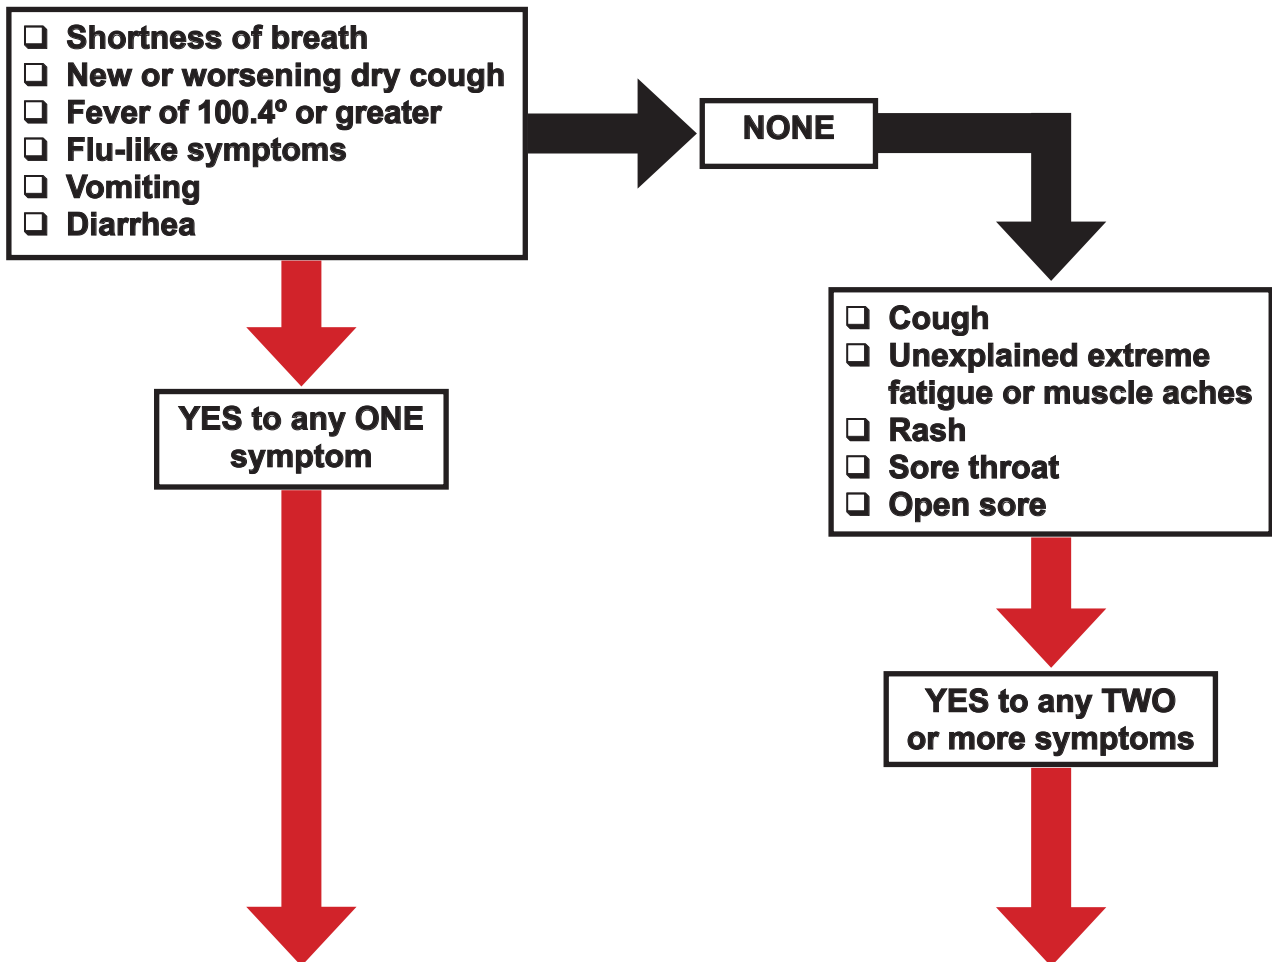 ❑ Shortness of breath
❑ New or worsening dry cough
❑ Fever of 100.4º or greater
❑ Flu-like symptoms
❑ Vomiting
❑ Diarrhea
NONE
YES to any ONE
symptom
❑ Cough
❑ Unexplained extreme
fatigue or muscle aches
❑ Rash
❑ Sore throat
❑ Open sore
YES to any TWO
or more symptoms